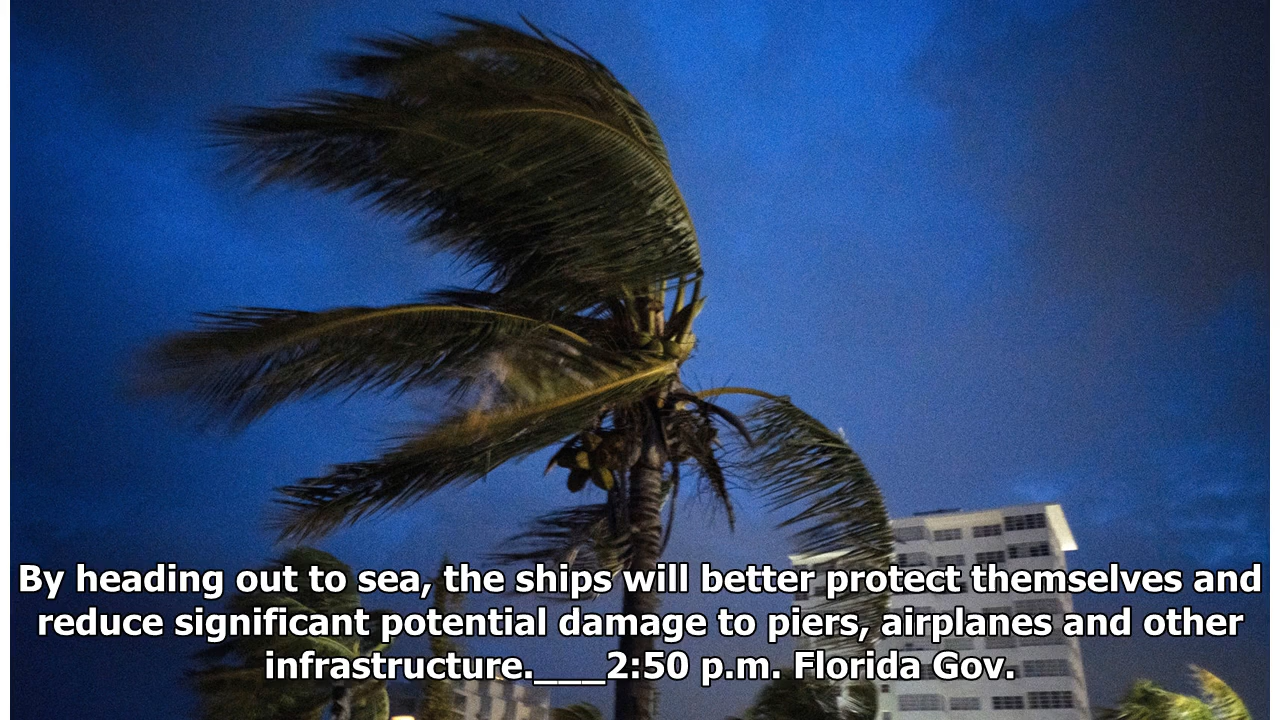 By heading out to sea, the ships will better protect themselves and
reduce significant potential damage to piers, airplanes and other
infrastructure.___2:50 p.m. Florida Gov.